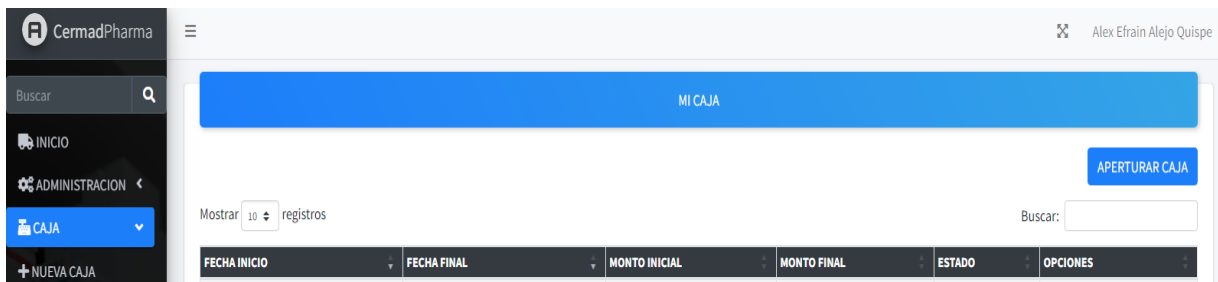 CermadPharma
Alex Efrain Alejo Quispe
Buscar
MI CAJA
INICIO
APERTURAR CAJA
ADMINISTRACION
Mostrar 10 registros
Buscar:
CAJA
FECHA INICIO FECHA FINAL MONTO INICIAL MONTO FINAL ESTADO OPCIONES
NUEVA CAJA